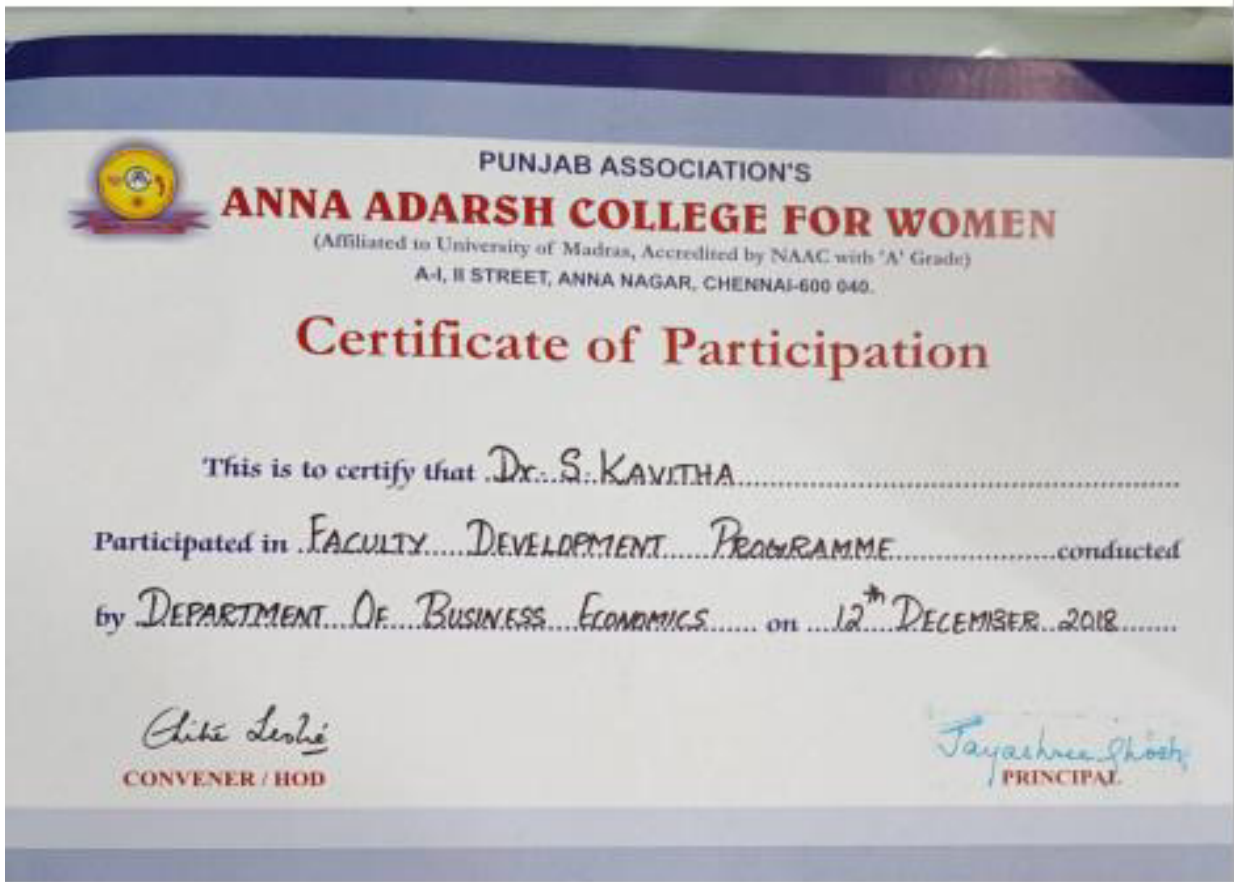 PUNJAB ASSOCIATION'S
ANNA ADARSH COLLEGE FOR WOMEN
(Affiliated to University of Madras, Accredited by NAAC with 'A' Grade)
A-I, II STREET, ANNA NAGAR, CHENNAI-600 040.
Certificate of Participation
This is to certify that Dr. S. KAVITHA
Participated in FACULTY DEVELOPMENT PROGRAMME conducted
by DEPARTMENT OF BUSINESS ECONOMICS on 12th DECEMBER 2018
Leslie Jayashree Ghosh
CONVENER / HOD PRINCIPAL